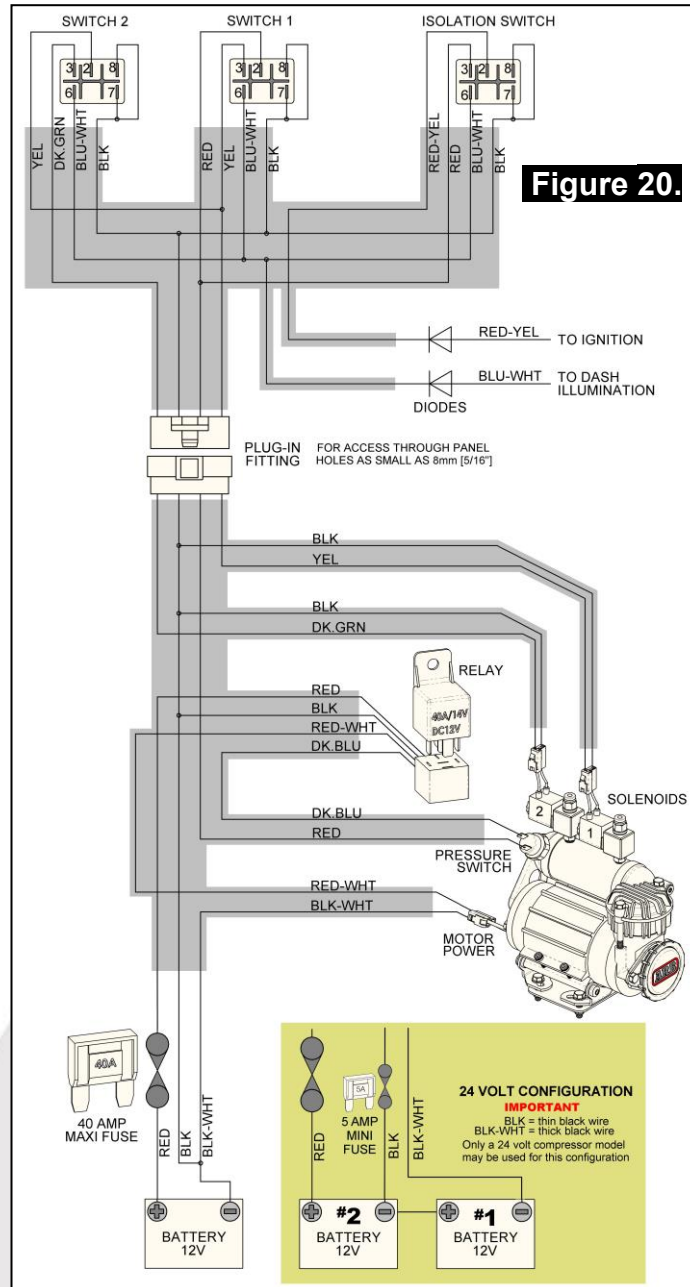 SWITCH 2
SWITCH 1
ISOLATION SWITCH
3 2 8
6 7
3 2 8
6 7
3 2 8
6 7
YEL
DK.GRN
BLU-WHT
BLK
RED
YEL
BLU-WHT
BLK
RED-YEL
RED
BLU-WHT
BLK
Figure 20.
RED-YEL
TO IGNITION
BLU-WHT
TO DASH
ILLUMINATION
DIODES
PLUG-IN
FITTING
FOR ACCESS THROUGH PANEL
HOLES AS SMALL AS 8mm [5/16"]
BLK
YEL
BLK
DK.GRN
RELAY
40A/14V
DC12V
RED
BLK
RED-WHT
DK.BLU
SOLENOIDS
2
1
DK.BLU
RED
PRESSURE
SWITCH
RED-WHT
BLK-WHT
MOTOR
POWER
40A
40 AMP
MAXI FUSE
RED
BLK
BLK-WHT
BATTERY
12V
RED
5A
5 AMP
MINI
FUSE
BLK
BLK-WHT
24 VOLT CONFIGURATION
IMPORTANT
BLK = thin black wire
BLK-WHT = thick black wire
Only a 24 volt compressor model
may be used for this configuration
#2
BATTERY
12V
#1
BATTERY
12V